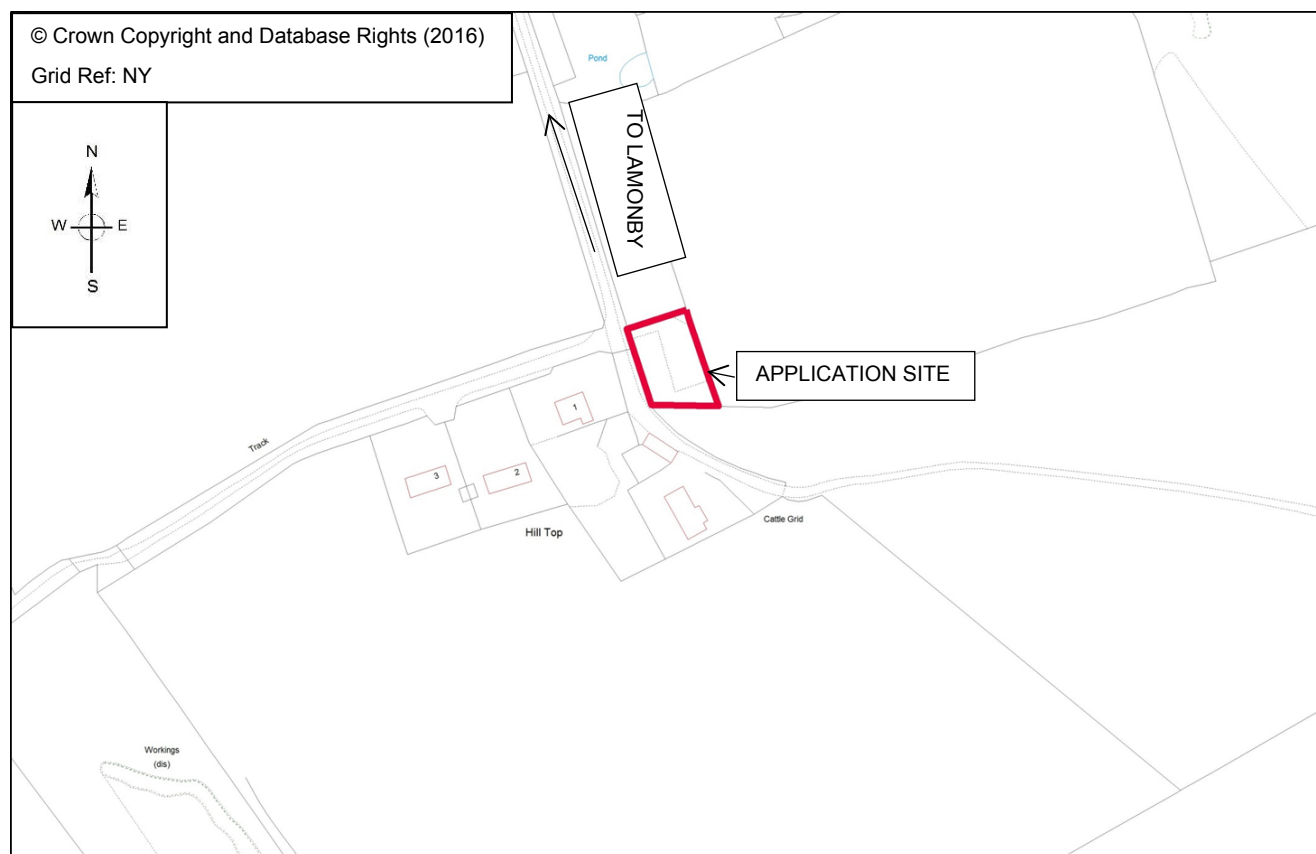 © Crown Copyright and Database Rights (2016)
Grid Ref: NY
Pond
N
W E
S
TO LAMONBY
APPLICATION SITE
1
Track
3
2
Hill Top
Cattle Grid
Workings
(dis)